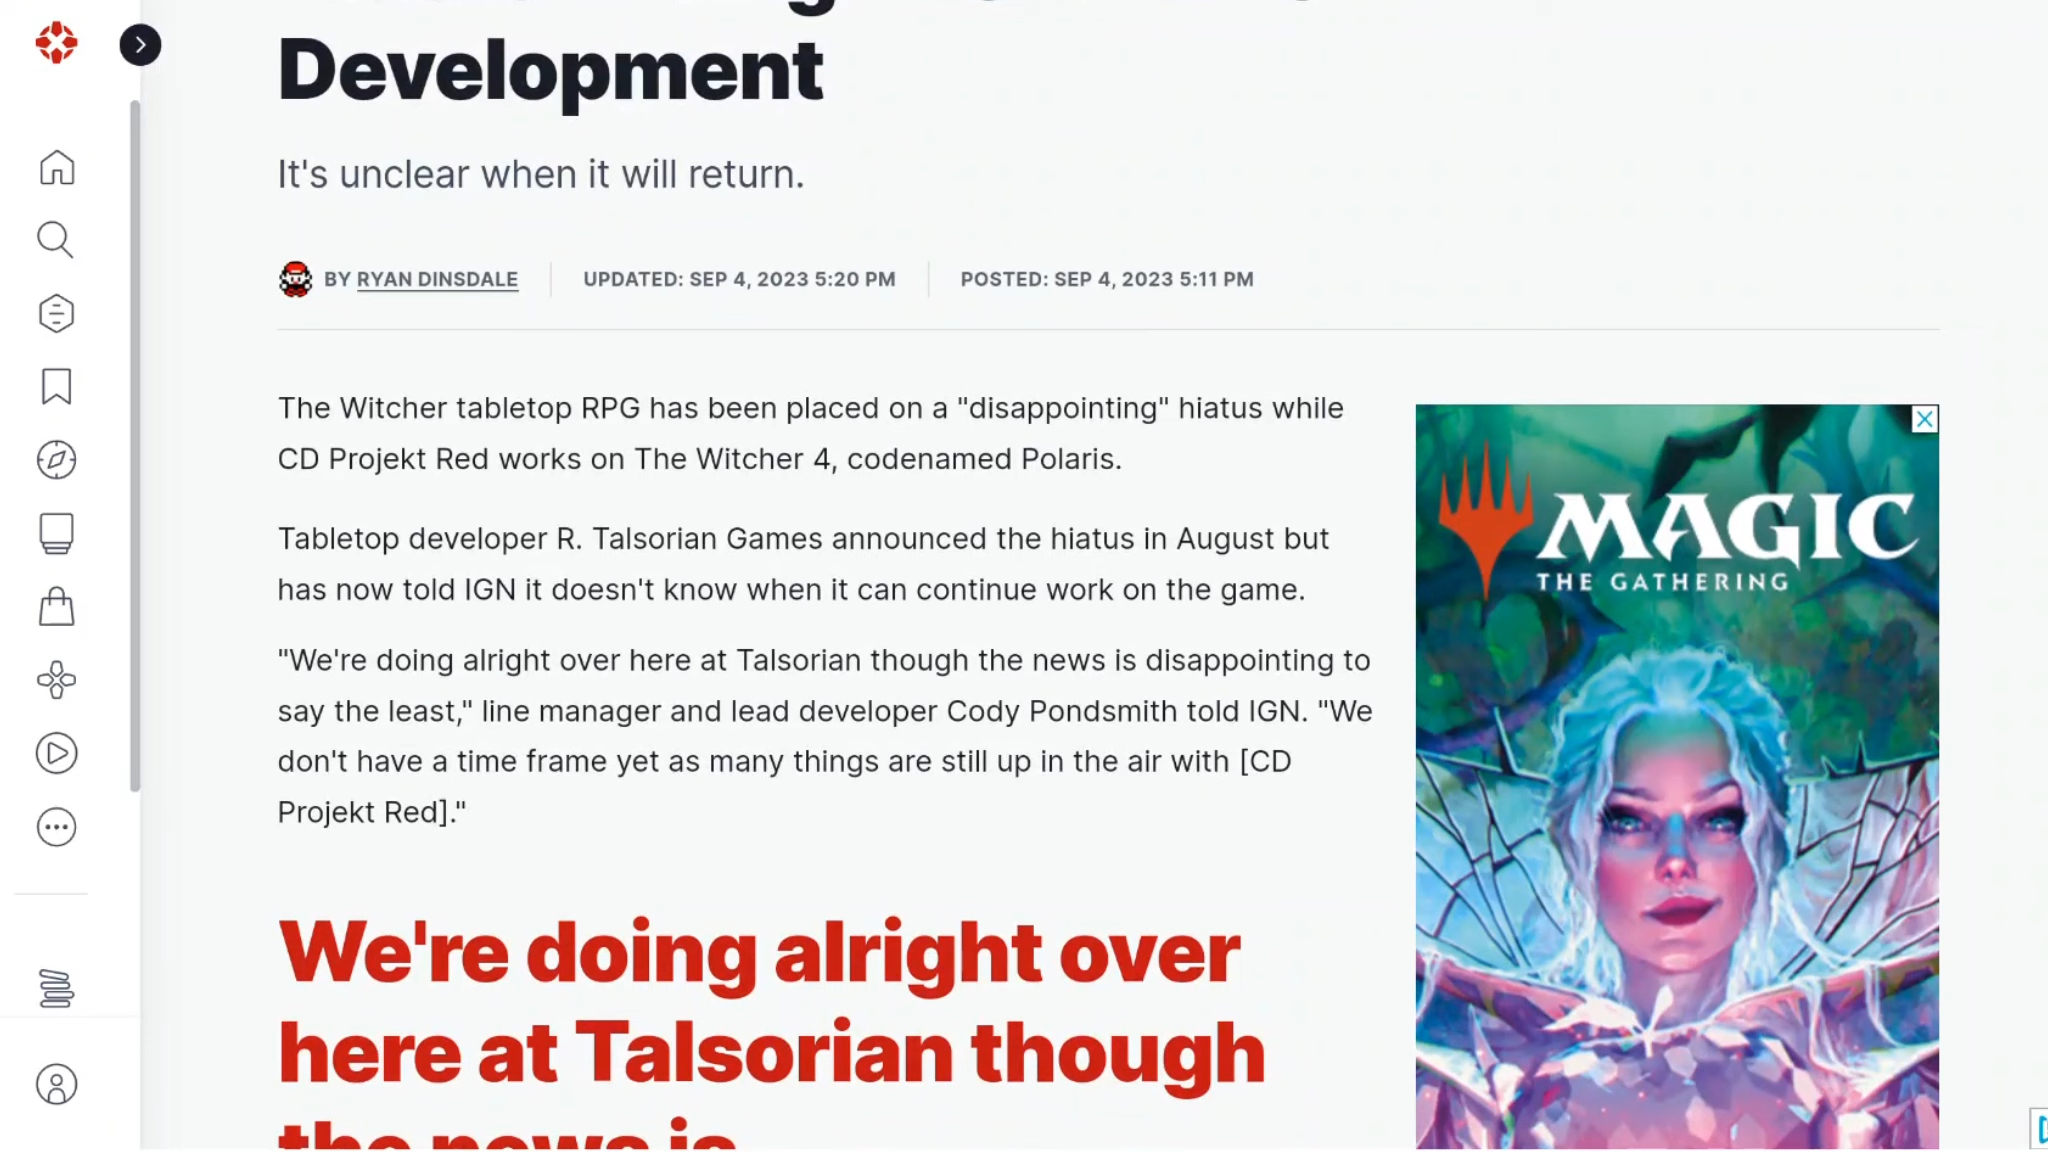 Development
It's unclear when it will return.
BY RYAN DINSDALE
UPDATED: SEP 4, 2023 5:20 PM
POSTED: SEP 4, 2023 5:11 PM
The Witcher tabletop RPG has been placed on a "disappointing" hiatus while
CD Projekt Red works on The Witcher 4, codenamed Polaris.
Tabletop developer R. Talsorian Games announced the hiatus in August but
has now told IGN it doesn't know when it can continue work on the game.
"We're doing alright over here at Talsorian though the news is disappointing to
say the least," line manager and lead developer Cody Pondsmith told IGN. "We
don't have a time frame yet as many things are still up in the air with [CD
Projekt Red]."
We're doing alright over
here at Talsorian though
the news is
MAGIC
THE GATHERING